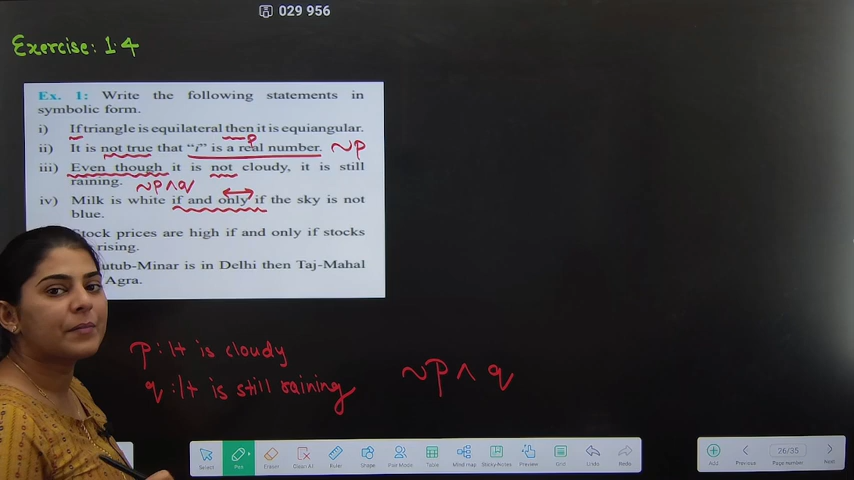 029 956
Exercise: 1.4
Ex. 1: Write the following statements in
symbolic form.
i) If triangle is equilateral then it is equiangular.
p
ii) It is not true that “i” is a real number. ~p
iii) Even though it is not cloudy, it is still
raining. ~p∧q
↔
iv) Milk is white if and only if the sky is not
blue.
Stock prices are high if and only if stocks
rising.
utub-Minar is in Delhi then Taj-Mahal
Agra.
p : It is cloudy
q : It is still raining ~p ∧ q
Select Pen Eraser Clean All Ruler Shape Pair Mode Table Mind map Sticky-Notes Preview Grid Undo Redo
Add Previous 26/35 Page number Next